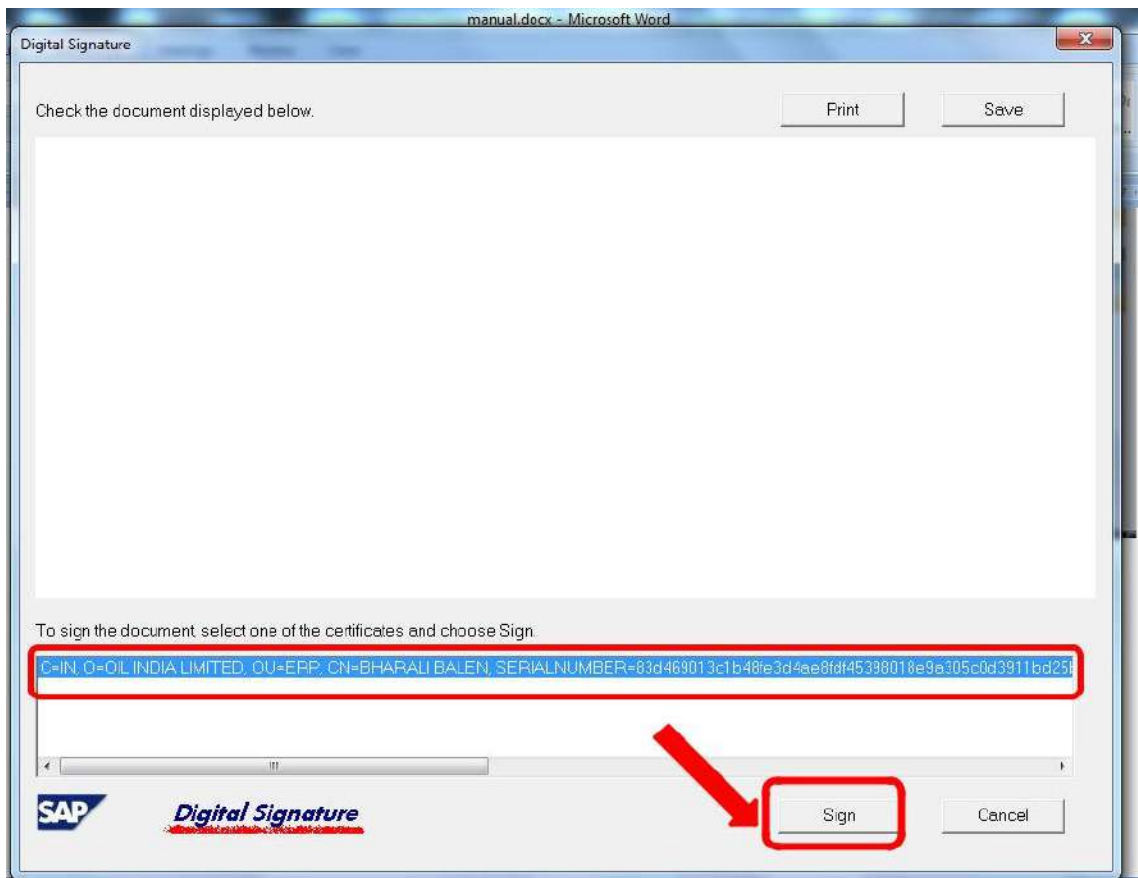 manual.docx - Microsoft Word
Digital Signature
Check the document displayed below.
Print
Save
To sign the document, select one of the certificates and choose Sign.
C=IN, O=OIL INDIA LIMITED, OU=ERP, CN=BHARALI BALEN, SERIALNUMBER=83d469013c1b48fe3d4ae8fdf45398018e9a305c0d3911bd25
SAP
Digital Signature
Sign
Cancel